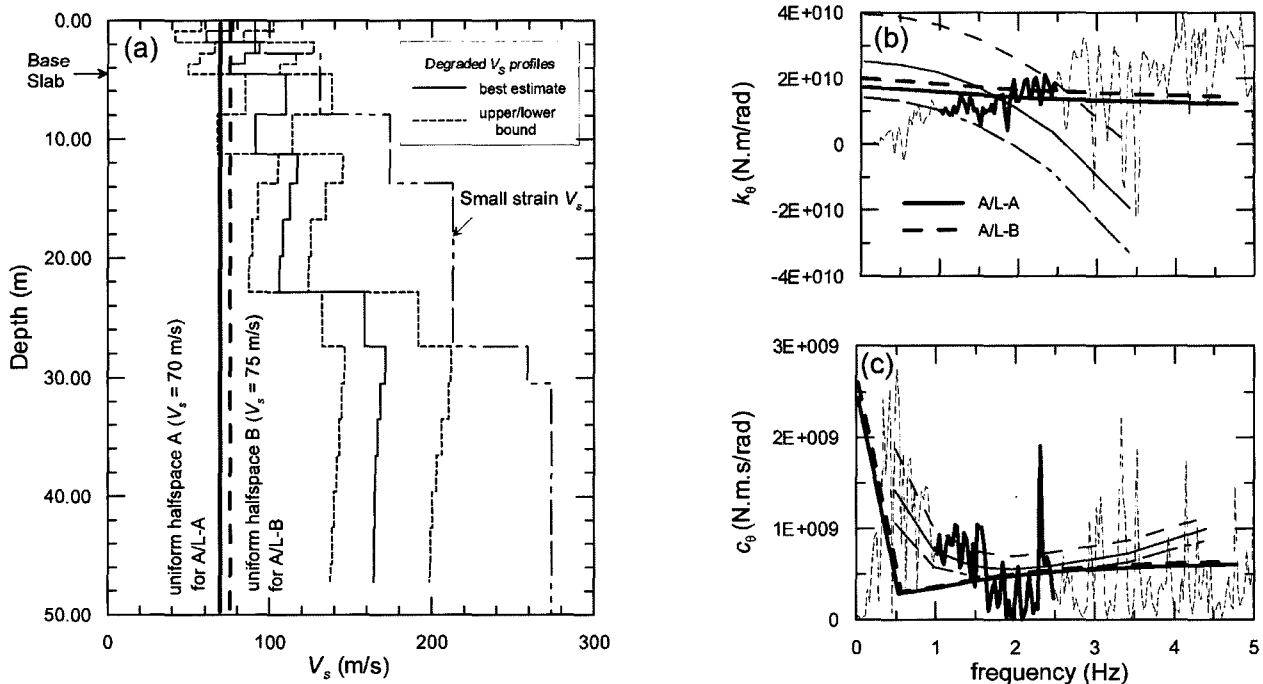 (a)
0.00
10.00
20.00
30.00
40.00
50.00
Depth (m)
Base
Slab
Degraded Vs profiles
best estimate
upper/lower
bound
Small strain Vs
uniform halfspace A (Vs = 70 m/s)
for A/L-A
uniform halfspace B (Vs = 75 m/s)
for A/L-B
0
100
200
300
Vs (m/s)
(b)
4E+010
2E+010
0
-2E+010
-4E+010
kθ (N.m/rad)
A/L-A
A/L-B
(c)
3E+009
2E+009
1E+009
0
cθ (N.m.s/rad)
0
1
2
3
4
5
frequency (Hz)